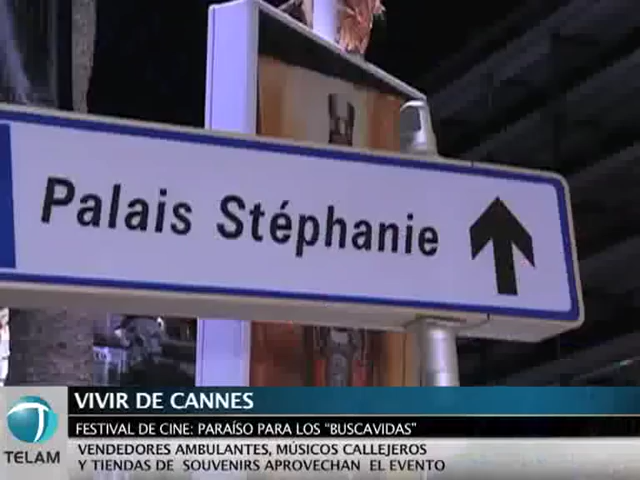 Palais Stéphanie
VIVIR DE CANNES
FESTIVAL DE CINE: PARAÍSO PARA LOS "BUSCAVIDAS"
VENDEDORES AMBULANTES, MÚSICOS CALLEJEROS
Y TIENDAS DE SOUVENIRS APROVECHAN EL EVENTO
TELAM